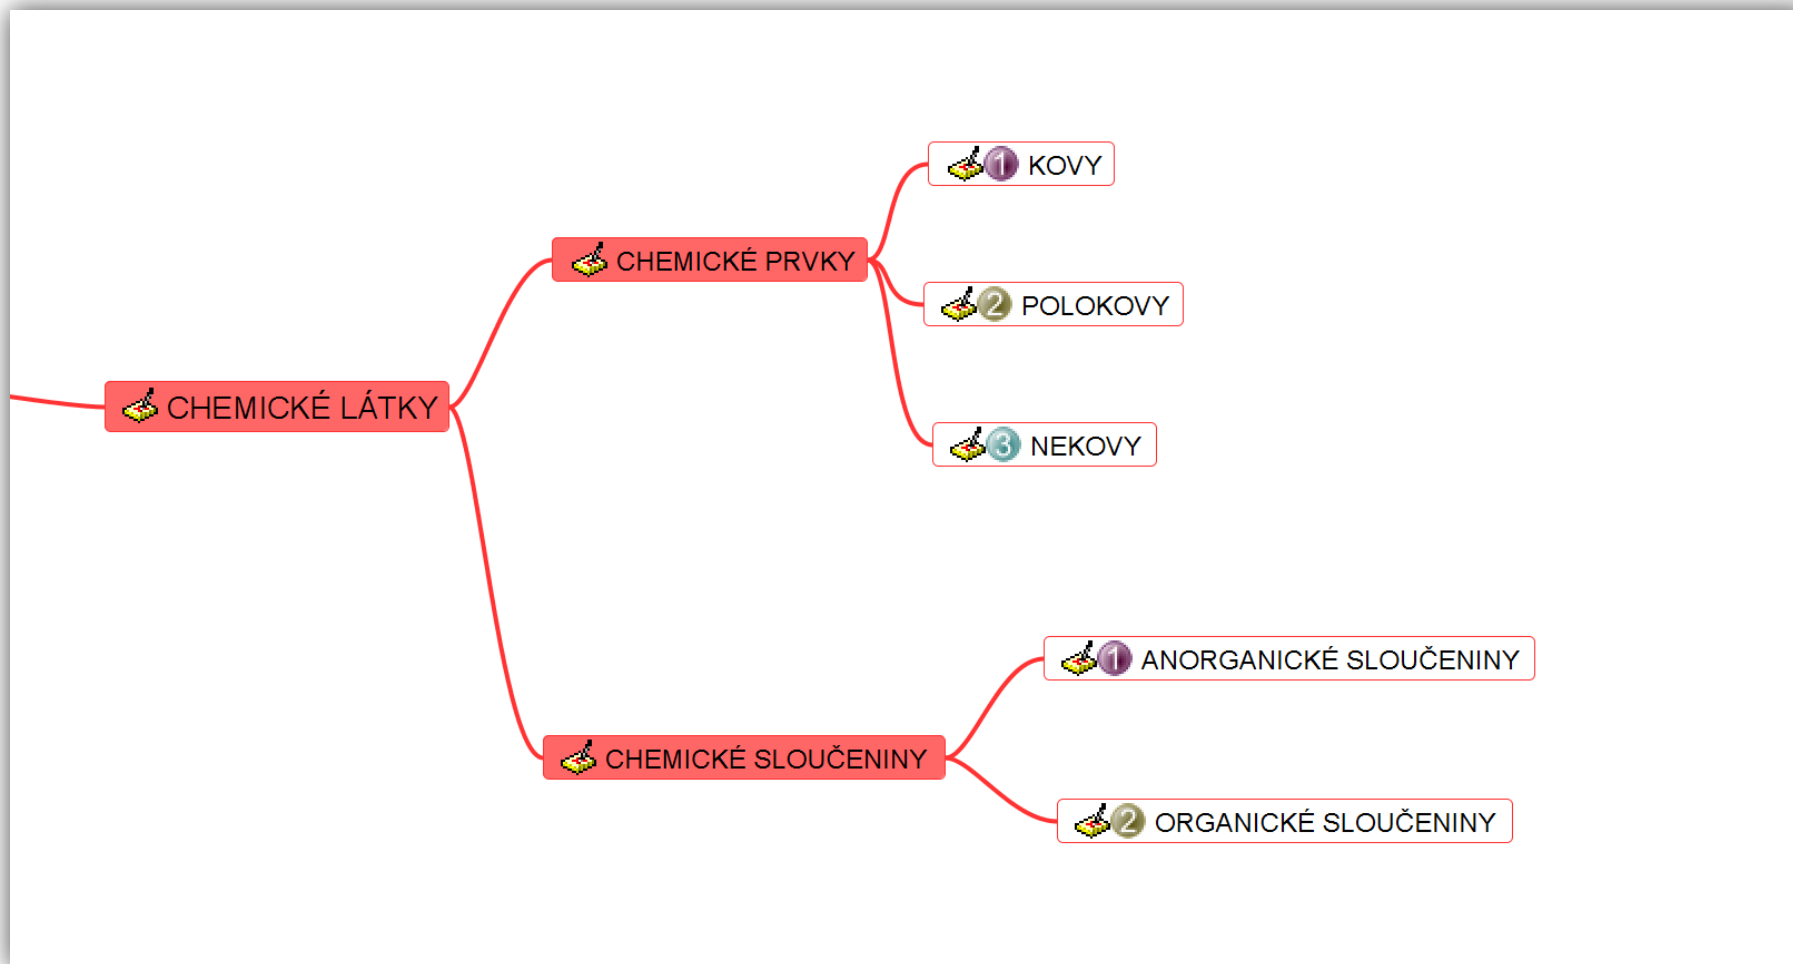 CHEMICKÉ LÁTKY
CHEMICKÉ PRVKY
1 KOVY
2 POLOKOVY
3 NEKOVY
CHEMICKÉ SLOUČENINY
1 ANORGANICKÉ SLOUČENINY
2 ORGANICKÉ SLOUČENINY